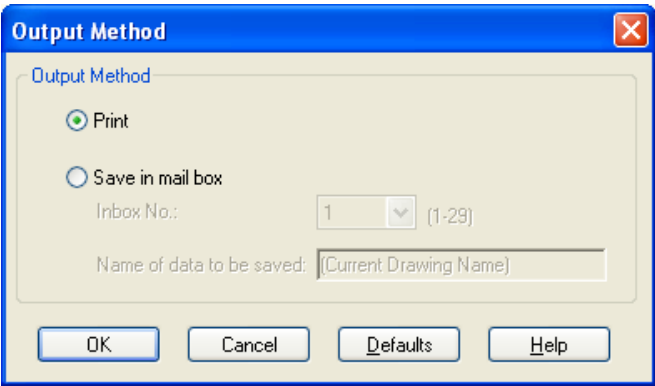 Output Method
Output Method
Print
Save in mail box
Inbox No.: 1 (1-29)
Name of data to be saved: (Current Drawing Name)
OK Cancel Defaults Help